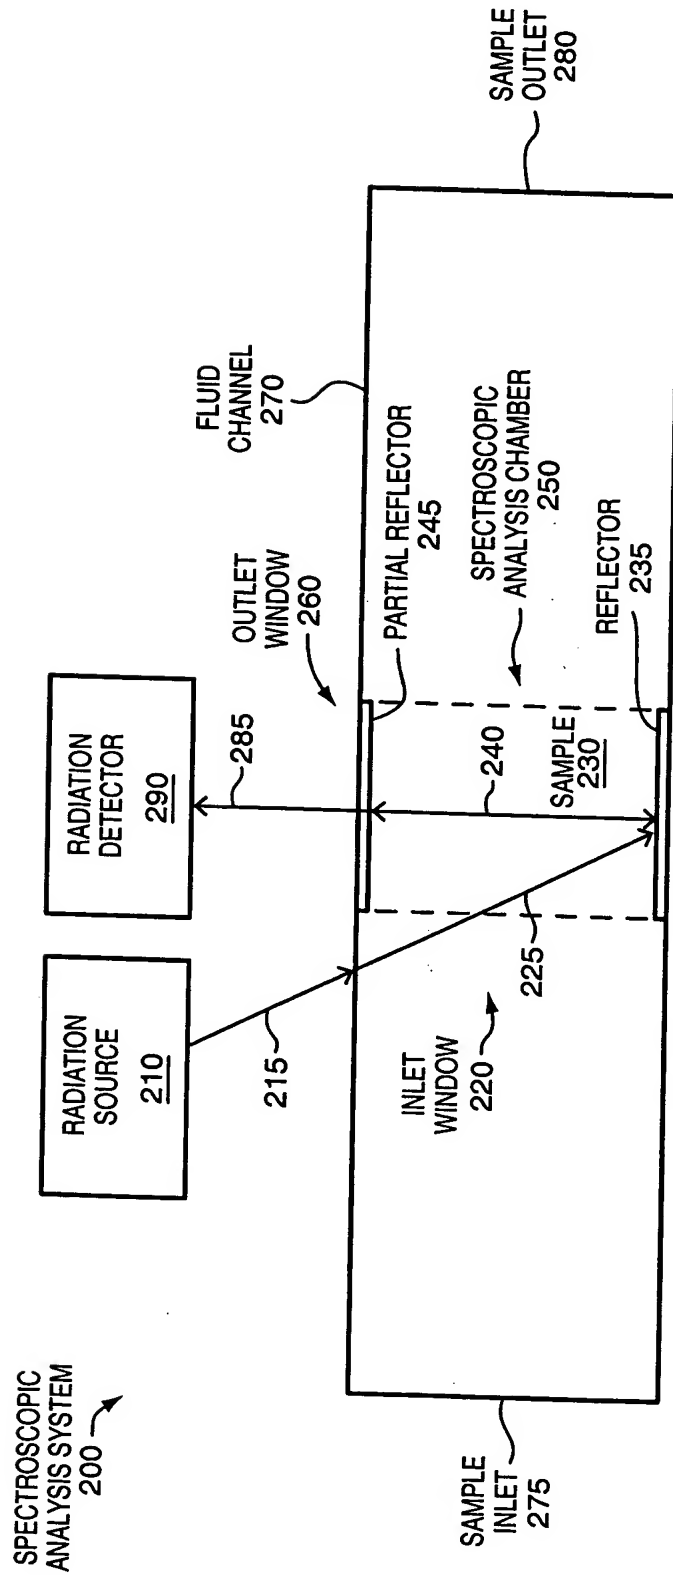 SPECTROSCOPIC
ANALYSIS SYSTEM
200
RADIATION
SOURCE
210
RADIATION
DETECTOR
290
215
285
OUTLET
WINDOW
260
FLUID
CHANNEL
270
PARTIAL REFLECTOR
245
SPECTROSCOPIC
ANALYSIS CHAMBER
250
INLET
WINDOW
220
225
240
SAMPLE
230
REFLECTOR
235
SAMPLE
INLET
275
SAMPLE
OUTLET
280